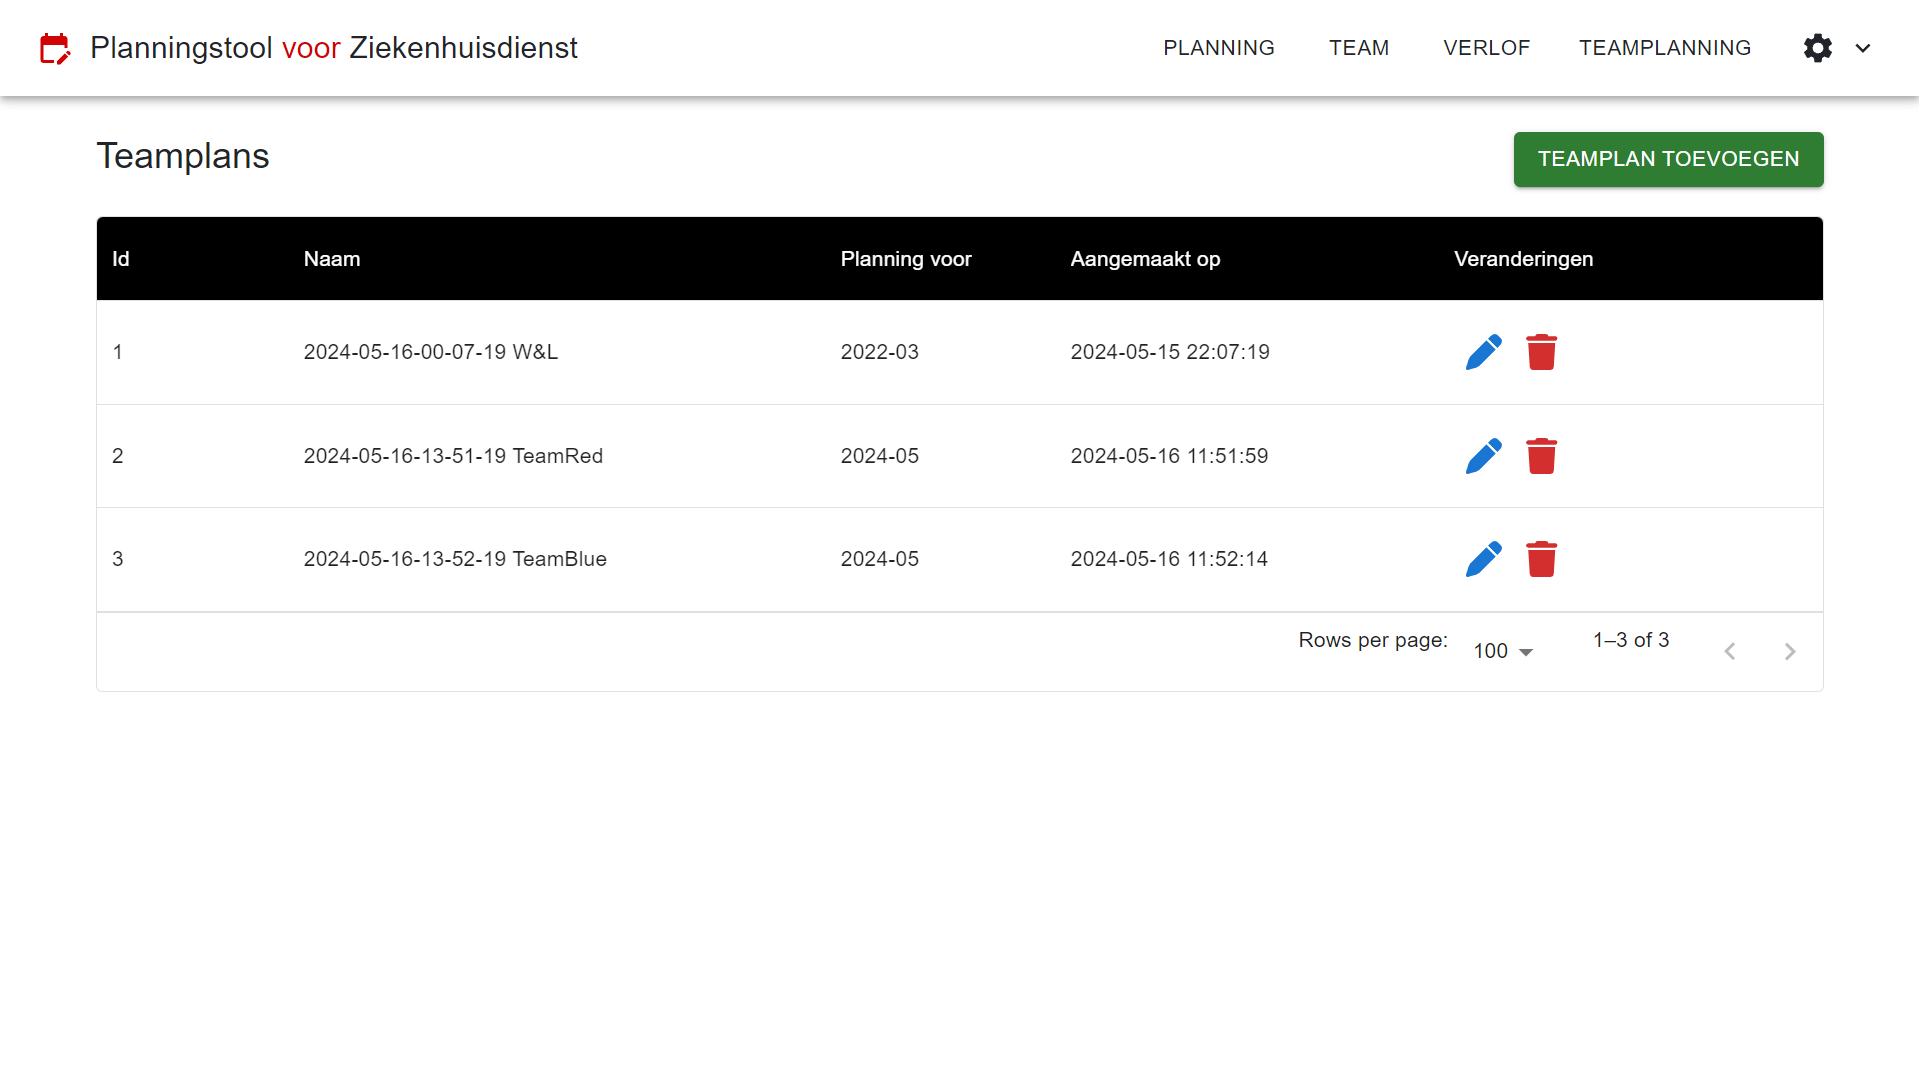 Planningstool voor Ziekenhuisdienst PLANNING TEAM VERLOF TEAMPLANNING
Teamplans TEAMPLAN TOEVOEGEN
Id Naam Planning voor Aangemaakt op Veranderingen
1 2024-05-16-00-07-19 W&L 2022-03 2024-05-15 22:07:19
2 2024-05-16-13-51-19 TeamRed 2024-05 2024-05-16 11:51:59
3 2024-05-16-13-52-19 TeamBlue 2024-05 2024-05-16 11:52:14
Rows per page: 100 1–3 of 3